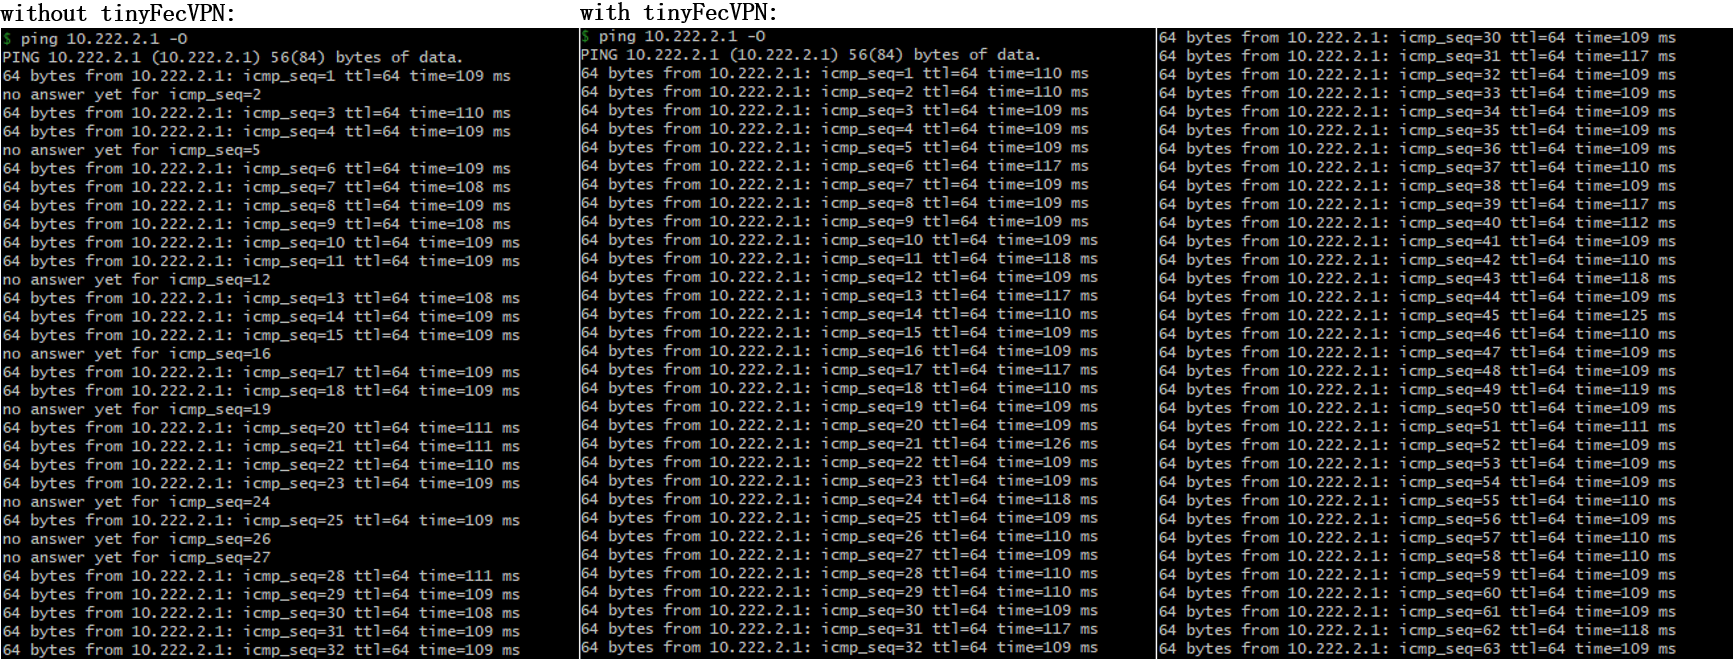 without tinyFecVPN:
$ ping 10.222.2.1 -O
PING 10.222.2.1 (10.222.2.1) 56(84) bytes of data.
64 bytes from 10.222.2.1: icmp_seq=1 ttl=64 time=109 ms
no answer yet for icmp_seq=2
64 bytes from 10.222.2.1: icmp_seq=3 ttl=64 time=110 ms
64 bytes from 10.222.2.1: icmp_seq=4 ttl=64 time=109 ms
no answer yet for icmp_seq=5
64 bytes from 10.222.2.1: icmp_seq=6 ttl=64 time=109 ms
64 bytes from 10.222.2.1: icmp_seq=7 ttl=64 time=108 ms
64 bytes from 10.222.2.1: icmp_seq=8 ttl=64 time=109 ms
64 bytes from 10.222.2.1: icmp_seq=9 ttl=64 time=108 ms
64 bytes from 10.222.2.1: icmp_seq=10 ttl=64 time=109 ms
64 bytes from 10.222.2.1: icmp_seq=11 ttl=64 time=109 ms
no answer yet for icmp_seq=12
64 bytes from 10.222.2.1: icmp_seq=13 ttl=64 time=108 ms
64 bytes from 10.222.2.1: icmp_seq=14 ttl=64 time=109 ms
64 bytes from 10.222.2.1: icmp_seq=15 ttl=64 time=109 ms
no answer yet for icmp_seq=16
64 bytes from 10.222.2.1: icmp_seq=17 ttl=64 time=109 ms
64 bytes from 10.222.2.1: icmp_seq=18 ttl=64 time=109 ms
no answer yet for icmp_seq=19
64 bytes from 10.222.2.1: icmp_seq=20 ttl=64 time=111 ms
64 bytes from 10.222.2.1: icmp_seq=21 ttl=64 time=111 ms
64 bytes from 10.222.2.1: icmp_seq=22 ttl=64 time=110 ms
64 bytes from 10.222.2.1: icmp_seq=23 ttl=64 time=109 ms
no answer yet for icmp_seq=24
64 bytes from 10.222.2.1: icmp_seq=25 ttl=64 time=109 ms
no answer yet for icmp_seq=26
no answer yet for icmp_seq=27
64 bytes from 10.222.2.1: icmp_seq=28 ttl=64 time=111 ms
64 bytes from 10.222.2.1: icmp_seq=29 ttl=64 time=109 ms
64 bytes from 10.222.2.1: icmp_seq=30 ttl=64 time=108 ms
64 bytes from 10.222.2.1: icmp_seq=31 ttl=64 time=109 ms
64 bytes from 10.222.2.1: icmp_seq=32 ttl=64 time=109 ms
with tinyFecVPN:
$ ping 10.222.2.1 -O
PING 10.222.2.1 (10.222.2.1) 56(84) bytes of data.
64 bytes from 10.222.2.1: icmp_seq=1 ttl=64 time=110 ms
64 bytes from 10.222.2.1: icmp_seq=2 ttl=64 time=110 ms
64 bytes from 10.222.2.1: icmp_seq=3 ttl=64 time=109 ms
64 bytes from 10.222.2.1: icmp_seq=4 ttl=64 time=109 ms
64 bytes from 10.222.2.1: icmp_seq=5 ttl=64 time=109 ms
64 bytes from 10.222.2.1: icmp_seq=6 ttl=64 time=117 ms
64 bytes from 10.222.2.1: icmp_seq=7 ttl=64 time=109 ms
64 bytes from 10.222.2.1: icmp_seq=8 ttl=64 time=109 ms
64 bytes from 10.222.2.1: icmp_seq=9 ttl=64 time=109 ms
64 bytes from 10.222.2.1: icmp_seq=10 ttl=64 time=109 ms
64 bytes from 10.222.2.1: icmp_seq=11 ttl=64 time=118 ms
64 bytes from 10.222.2.1: icmp_seq=12 ttl=64 time=109 ms
64 bytes from 10.222.2.1: icmp_seq=13 ttl=64 time=117 ms
64 bytes from 10.222.2.1: icmp_seq=14 ttl=64 time=110 ms
64 bytes from 10.222.2.1: icmp_seq=15 ttl=64 time=109 ms
64 bytes from 10.222.2.1: icmp_seq=16 ttl=64 time=109 ms
64 bytes from 10.222.2.1: icmp_seq=17 ttl=64 time=117 ms
64 bytes from 10.222.2.1: icmp_seq=18 ttl=64 time=110 ms
64 bytes from 10.222.2.1: icmp_seq=19 ttl=64 time=109 ms
64 bytes from 10.222.2.1: icmp_seq=20 ttl=64 time=109 ms
64 bytes from 10.222.2.1: icmp_seq=21 ttl=64 time=126 ms
64 bytes from 10.222.2.1: icmp_seq=22 ttl=64 time=109 ms
64 bytes from 10.222.2.1: icmp_seq=23 ttl=64 time=109 ms
64 bytes from 10.222.2.1: icmp_seq=24 ttl=64 time=118 ms
64 bytes from 10.222.2.1: icmp_seq=25 ttl=64 time=109 ms
64 bytes from 10.222.2.1: icmp_seq=26 ttl=64 time=110 ms
64 bytes from 10.222.2.1: icmp_seq=27 ttl=64 time=109 ms
64 bytes from 10.222.2.1: icmp_seq=28 ttl=64 time=110 ms
64 bytes from 10.222.2.1: icmp_seq=29 ttl=64 time=110 ms
64 bytes from 10.222.2.1: icmp_seq=30 ttl=64 time=109 ms
64 bytes from 10.222.2.1: icmp_seq=31 ttl=64 time=117 ms
64 bytes from 10.222.2.1: icmp_seq=32 ttl=64 time=109 ms
64 bytes from 10.222.2.1: icmp_seq=30 ttl=64 time=109 ms
64 bytes from 10.222.2.1: icmp_seq=31 ttl=64 time=117 ms
64 bytes from 10.222.2.1: icmp_seq=32 ttl=64 time=109 ms
64 bytes from 10.222.2.1: icmp_seq=33 ttl=64 time=109 ms
64 bytes from 10.222.2.1: icmp_seq=34 ttl=64 time=109 ms
64 bytes from 10.222.2.1: icmp_seq=35 ttl=64 time=109 ms
64 bytes from 10.222.2.1: icmp_seq=36 ttl=64 time=109 ms
64 bytes from 10.222.2.1: icmp_seq=37 ttl=64 time=110 ms
64 bytes from 10.222.2.1: icmp_seq=38 ttl=64 time=109 ms
64 bytes from 10.222.2.1: icmp_seq=39 ttl=64 time=117 ms
64 bytes from 10.222.2.1: icmp_seq=40 ttl=64 time=112 ms
64 bytes from 10.222.2.1: icmp_seq=41 ttl=64 time=109 ms
64 bytes from 10.222.2.1: icmp_seq=42 ttl=64 time=110 ms
64 bytes from 10.222.2.1: icmp_seq=43 ttl=64 time=118 ms
64 bytes from 10.222.2.1: icmp_seq=44 ttl=64 time=109 ms
64 bytes from 10.222.2.1: icmp_seq=45 ttl=64 time=125 ms
64 bytes from 10.222.2.1: icmp_seq=46 ttl=64 time=110 ms
64 bytes from 10.222.2.1: icmp_seq=47 ttl=64 time=109 ms
64 bytes from 10.222.2.1: icmp_seq=48 ttl=64 time=109 ms
64 bytes from 10.222.2.1: icmp_seq=49 ttl=64 time=119 ms
64 bytes from 10.222.2.1: icmp_seq=50 ttl=64 time=109 ms
64 bytes from 10.222.2.1: icmp_seq=51 ttl=64 time=111 ms
64 bytes from 10.222.2.1: icmp_seq=52 ttl=64 time=109 ms
64 bytes from 10.222.2.1: icmp_seq=53 ttl=64 time=109 ms
64 bytes from 10.222.2.1: icmp_seq=54 ttl=64 time=109 ms
64 bytes from 10.222.2.1: icmp_seq=55 ttl=64 time=110 ms
64 bytes from 10.222.2.1: icmp_seq=56 ttl=64 time=109 ms
64 bytes from 10.222.2.1: icmp_seq=57 ttl=64 time=110 ms
64 bytes from 10.222.2.1: icmp_seq=58 ttl=64 time=110 ms
64 bytes from 10.222.2.1: icmp_seq=59 ttl=64 time=109 ms
64 bytes from 10.222.2.1: icmp_seq=60 ttl=64 time=109 ms
64 bytes from 10.222.2.1: icmp_seq=61 ttl=64 time=109 ms
64 bytes from 10.222.2.1: icmp_seq=62 ttl=64 time=118 ms
64 bytes from 10.222.2.1: icmp_seq=63 ttl=64 time=109 ms